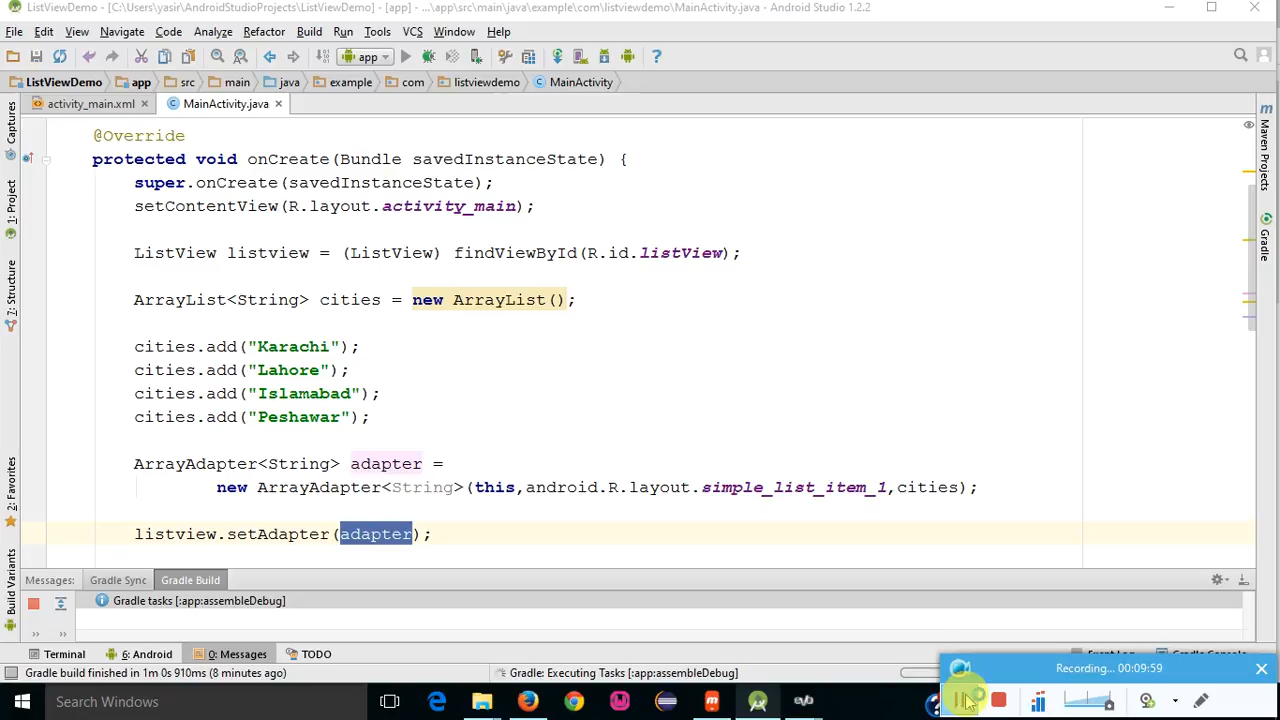 ListViewDemo - [C:\Users\yasir\AndroidStudioProjects\ListViewDemo] - [app] - ...\app\src\main\java\example\com\listviewdemo\MainActivity.java - Android Studio 1.2.2
File Edit View Navigate Code Analyze Refactor Build Run Tools VCS Window Help
app
ListViewDemo app src main java example com listviewdemo MainActivity
activity_main.xml MainActivity.java
Captures
1: Project
7: Structure
2: Favorites
Build Variants
Maven Projects
Gradle
@Override
protected void onCreate(Bundle savedInstanceState) {
super.onCreate(savedInstanceState);
setContentView(R.layout.activity_main);
ListView listview = (ListView) findViewById(R.id.listView);
ArrayList<String> cities = new ArrayList();
cities.add("Karachi");
cities.add("Lahore");
cities.add("Islamabad");
cities.add("Peshawar");
ArrayAdapter<String> adapter =
new ArrayAdapter<String>(this,android.R.layout.simple_list_item_1,cities);
listview.setAdapter(adapter);
Messages: Gradle Sync Gradle Build
Gradle tasks [:app:assembleDebug]
Terminal 6: Android 0: Messages TODO
Gradle build finished in 1m 0s 910ms (8 minutes ago) Gradle: Executing Tasks [:app:assembleDebug]
Recording... 00:09:59
Search Windows